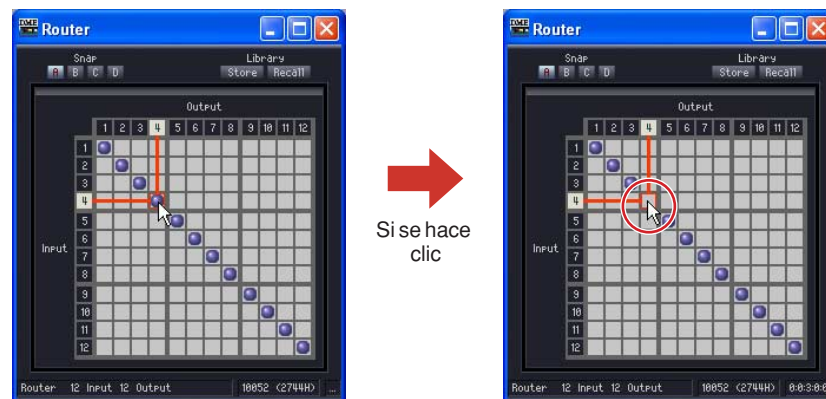 DME Router
Snap Library
A B C D Store Recall
Output
1 2 3 4 5 6 7 8 9 10 11 12
1
2
3
4
5
6
Input
7
8
9
10
11
12
Router 12 Input 12 Output 10052 (2744H) ...
Si se hace
clic
DME Router
Snap Library
A B C D Store Recall
Output
1 2 3 4 5 6 7 8 9 10 11 12
1
2
3
4
5
6
Input
7
8
9
10
11
12
Router 12 Input 12 Output 10052 (2744H)